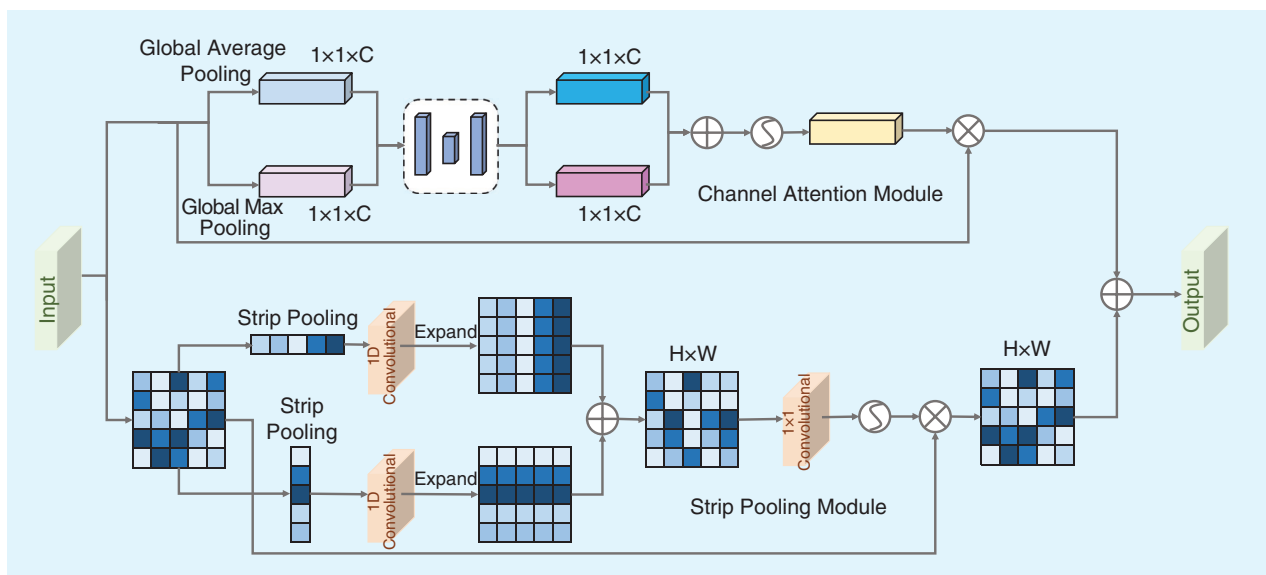 Global Average
Pooling
1×1×C
1×1×C
Global Max
Pooling
1×1×C
1×1×C
Channel Attention Module
Input
Output
Strip Pooling
1D
Convolutional
Expand
Strip
Pooling
1D
Convolutional
Expand
H×W
1×1
Convolutional
H×W
Strip Pooling Module